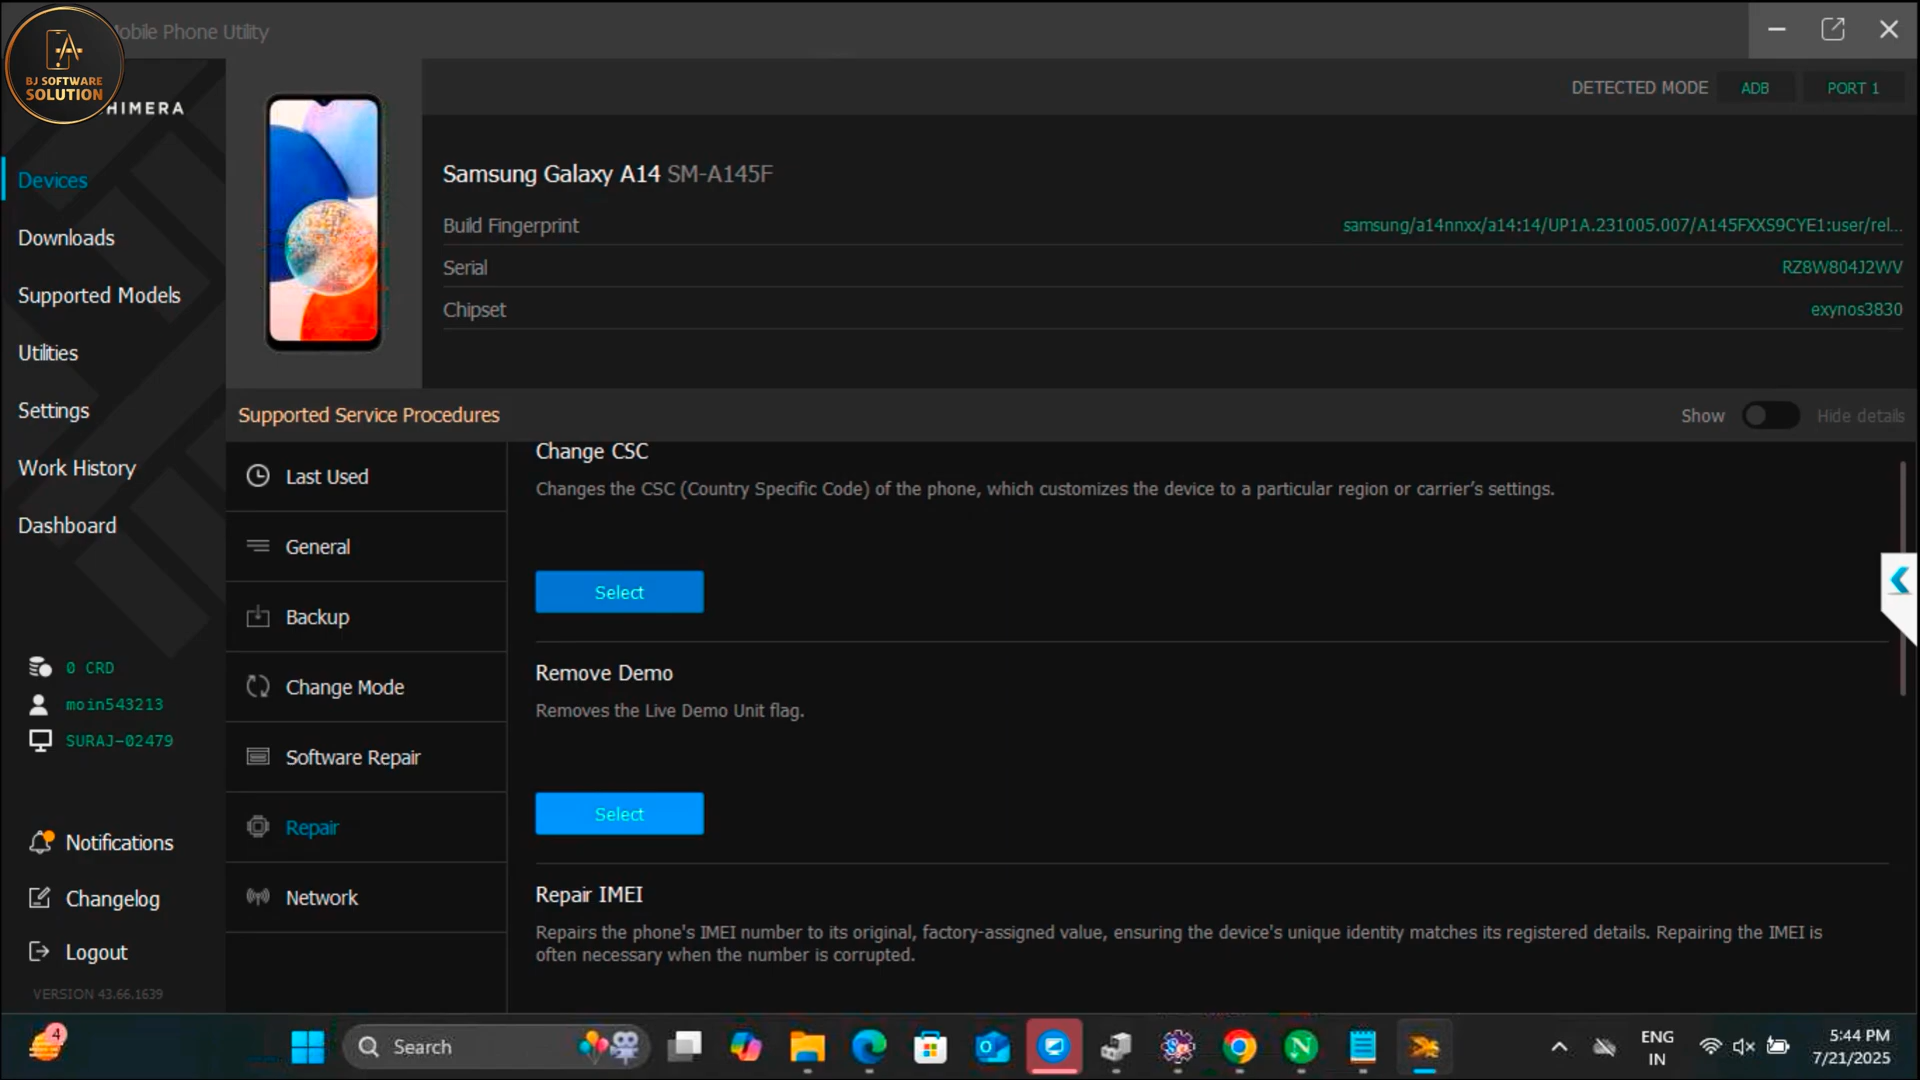 Mobile Phone Utility
BJ SOFTWARE
SOLUTION
HIMERA
DETECTED MODE
ADB
PORT 1
Devices
Downloads
Supported Models
Utilities
Settings
Work History
Dashboard
0 CRD
moin543213
SURAJ-02479
Notifications
Changelog
Logout
VERSION 43.66.1639
Samsung Galaxy A14 SM-A145F
Build Fingerprint
samsung/a14nnxx/a14:14/UP1A.231005.007/A145FXXS9CYE1:user/rel...
Serial
RZ8W804J2WV
Chipset
exynos3830
Supported Service Procedures
Show
Hide details
Last Used
General
Backup
Change Mode
Software Repair
Repair
Network
Change CSC
Changes the CSC (Country Specific Code) of the phone, which customizes the device to a particular region or carrier’s settings.
Select
Remove Demo
Removes the Live Demo Unit flag.
Select
Repair IMEI
Repairs the phone's IMEI number to its original, factory-assigned value, ensuring the device's unique identity matches its registered details. Repairing the IMEI is
often necessary when the number is corrupted.
4
Search
ENG
IN
5:44 PM
7/21/2025